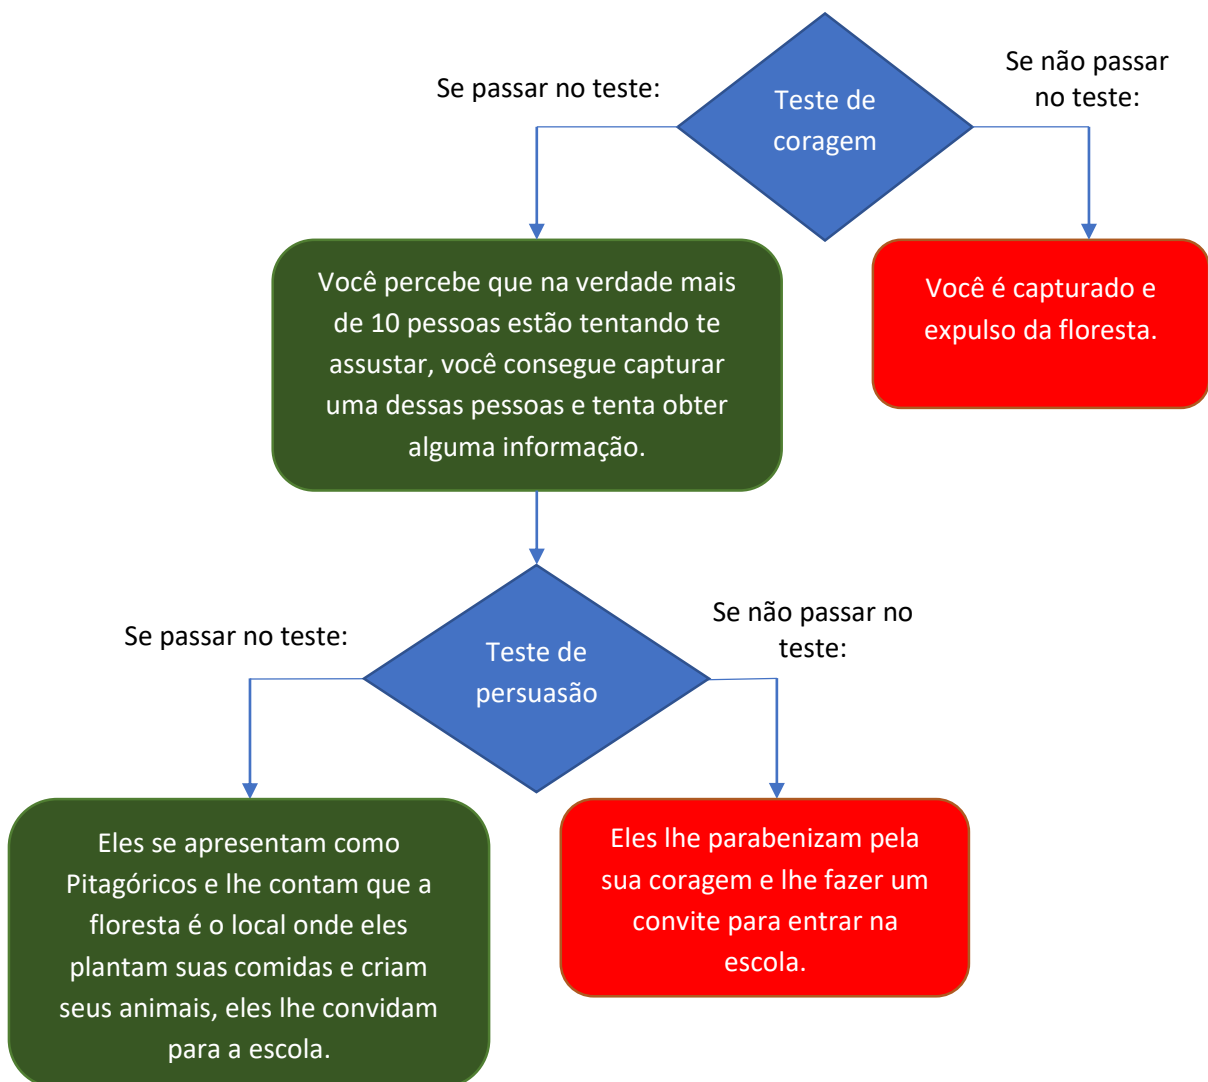 Se passar no teste:
Teste de
coragem
Se não passar
no teste:
Você percebe que na verdade mais
de 10 pessoas estão tentando te
assustar, você consegue capturar
uma dessas pessoas e tenta obter
alguma informação.
Você é capturado e
expulso da floresta.
Se passar no teste:
Teste de
persuasão
Se não passar no
teste:
Eles se apresentam como
Pitagóricos e lhe contam que a
floresta é o local onde eles
plantam suas comidas e criam
seus animais, eles lhe convidam
para a escola.
Eles lhe parabenizam pela
sua coragem e lhe fazer um
convite para entrar na
escola.